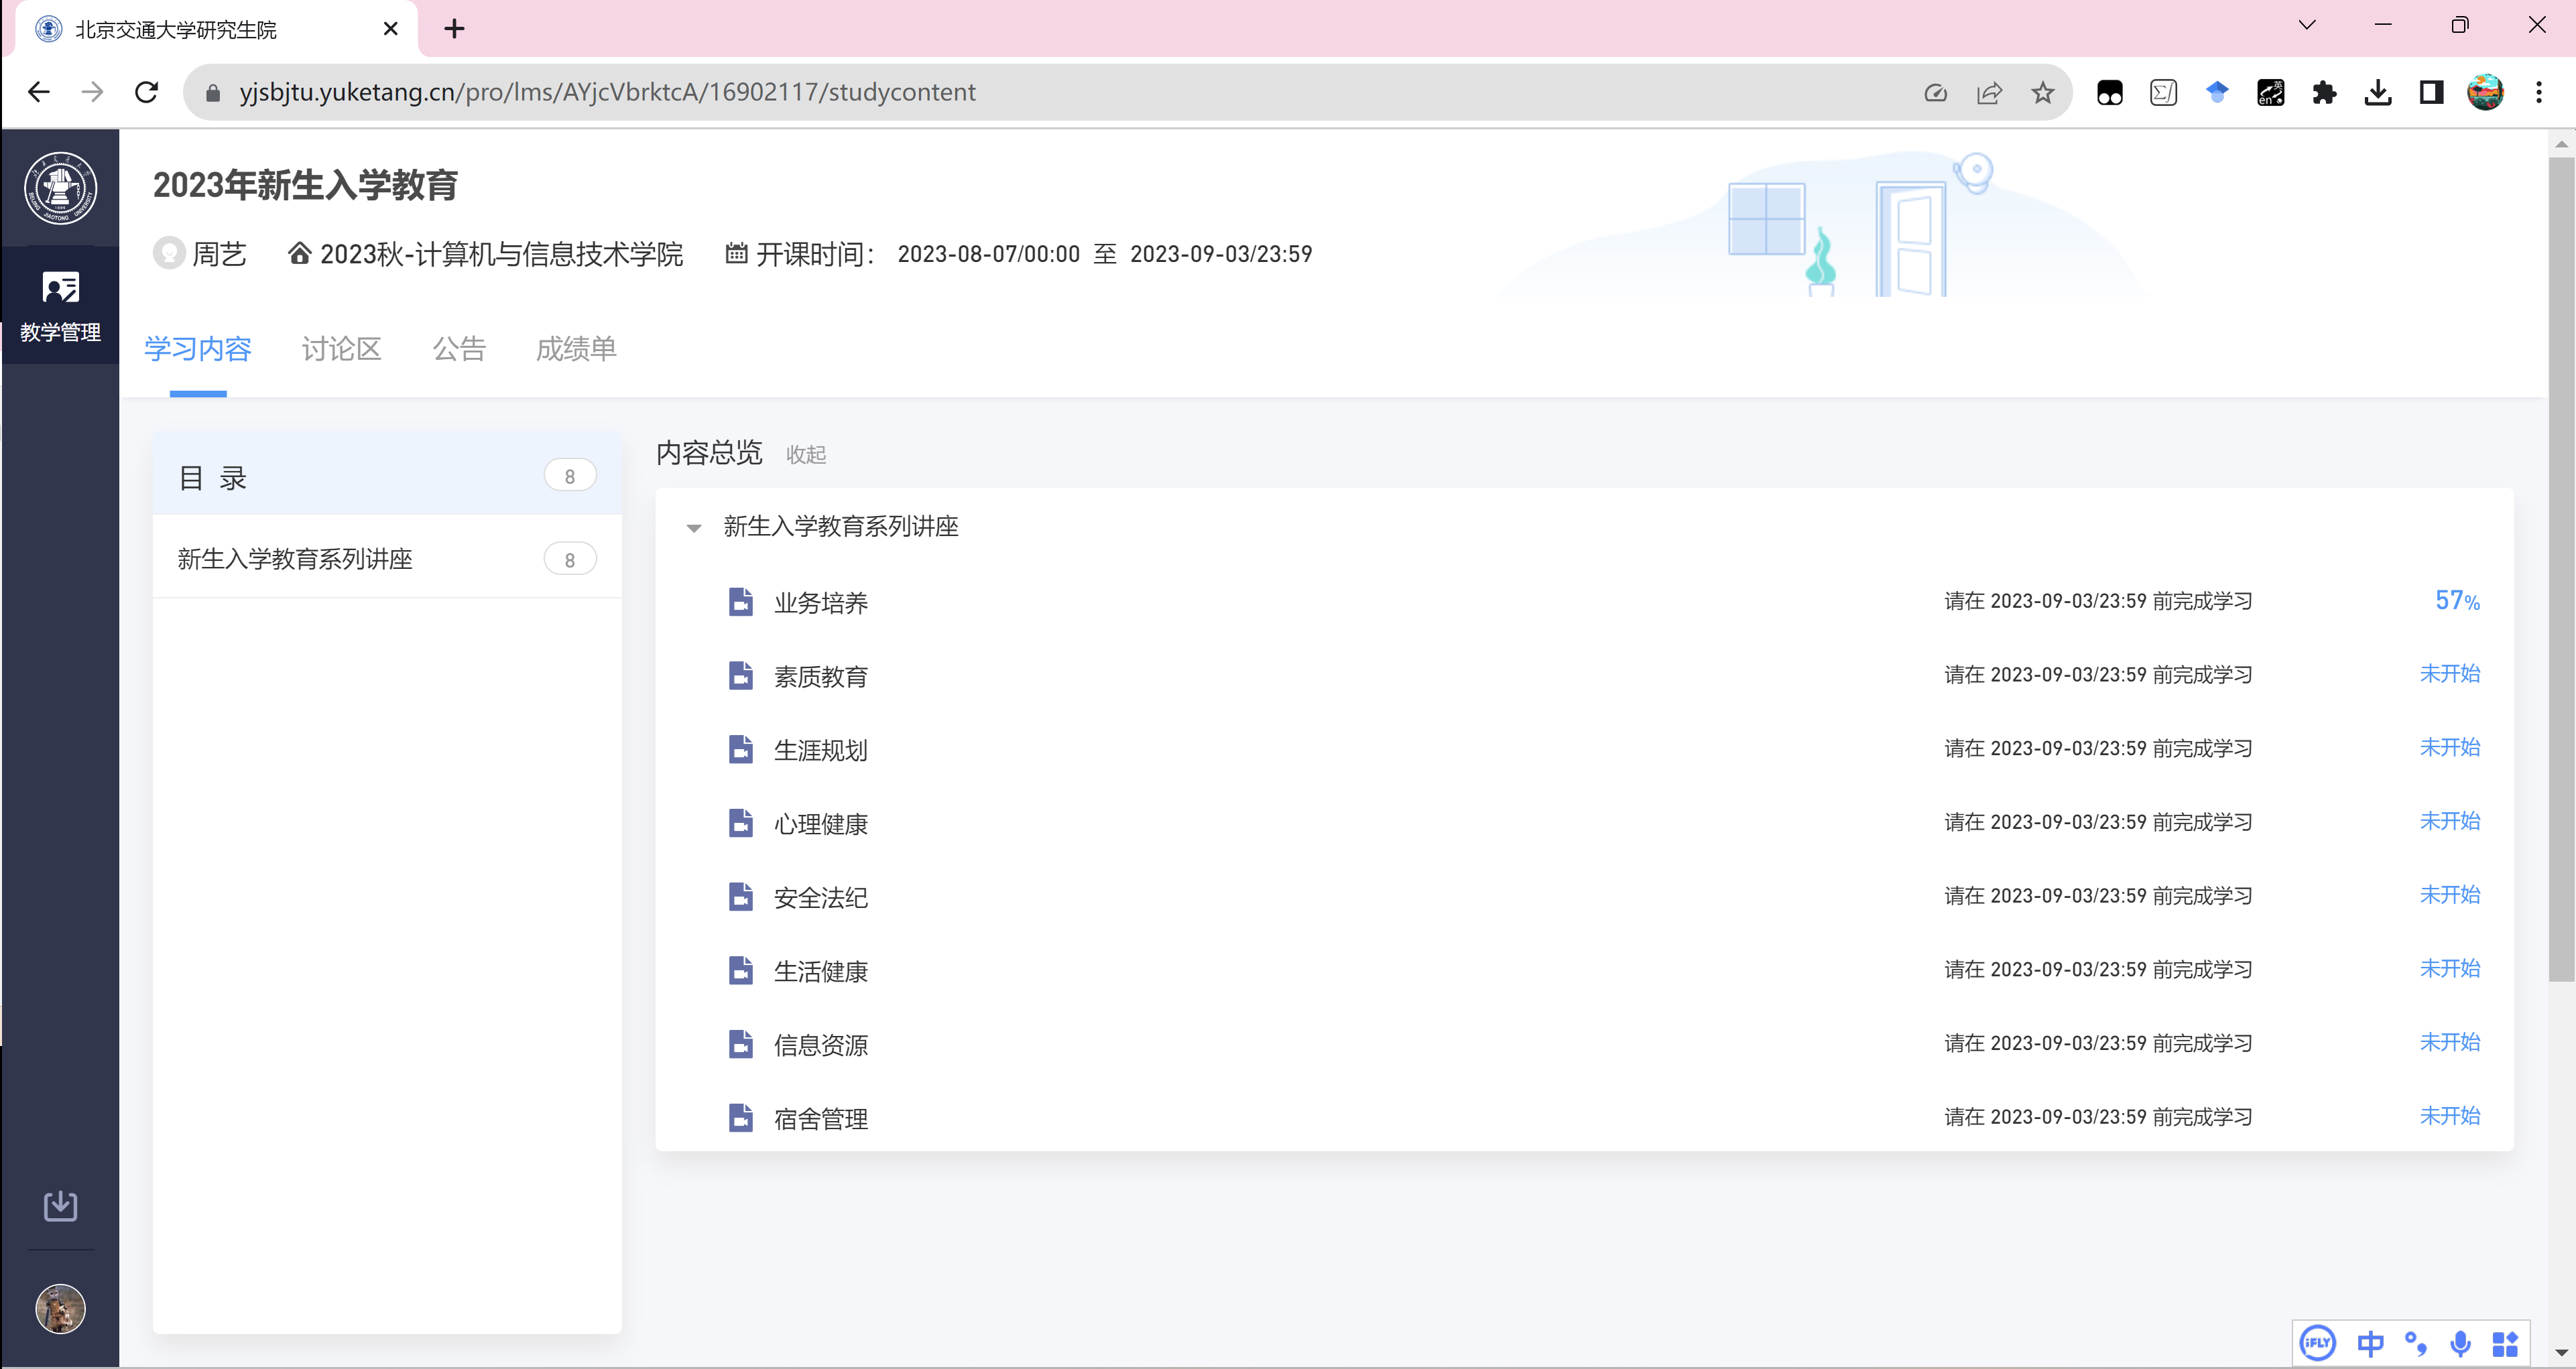 北京交通大学研究生院
yjsbjtu.yuketang.cn/pro/lms/AYjcVbrktcA/16902117/studycontent
2023年新生入学教育
周艺 2023秋-计算机与信息技术学院 开课时间： 2023-08-07/00:00 至 2023-09-03/23:59
教学管理
学习内容 讨论区 公告 成绩单
目 录 8
新生入学教育系列讲座 8
内容总览 收起
新生入学教育系列讲座
业务培养 请在 2023-09-03/23:59 前完成学习 57%
素质教育 请在 2023-09-03/23:59 前完成学习 未开始
生涯规划 请在 2023-09-03/23:59 前完成学习 未开始
心理健康 请在 2023-09-03/23:59 前完成学习 未开始
安全法纪 请在 2023-09-03/23:59 前完成学习 未开始
生活健康 请在 2023-09-03/23:59 前完成学习 未开始
信息资源 请在 2023-09-03/23:59 前完成学习 未开始
宿舍管理 请在 2023-09-03/23:59 前完成学习 未开始
iFLY 中